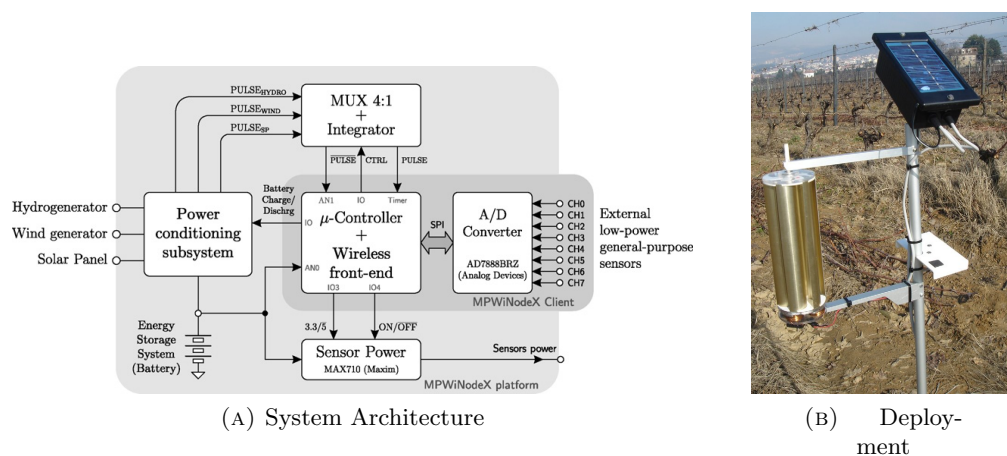 PULSE_HYDRO
PULSE_WIND
PULSE_SP
MUX 4:1
+
Integrator
PULSE
CTRL
PULSE
Battery
Charge/
Dischrg
AN1
IO
Timer
IO
μ-Controller
+
Wireless
front-end
AN0
IO3
IO4
SPI
A/D
Converter
AD7888BRZ
(Analog Devices)
CH0
CH1
CH2
CH3
CH4
CH5
CH6
CH7
External
low-power
general-purpose
sensors
MPWiNodeX Client
Hydrogenerator
Wind generator
Solar Panel
Power
conditioning
subsystem
Energy
Storage
System
(Battery)
3.3/5
ON/OFF
Sensor Power
MAX710 (Maxim)
Sensors power
MPWiNodeX platform
(A) System Architecture
(B) Deploy-
ment